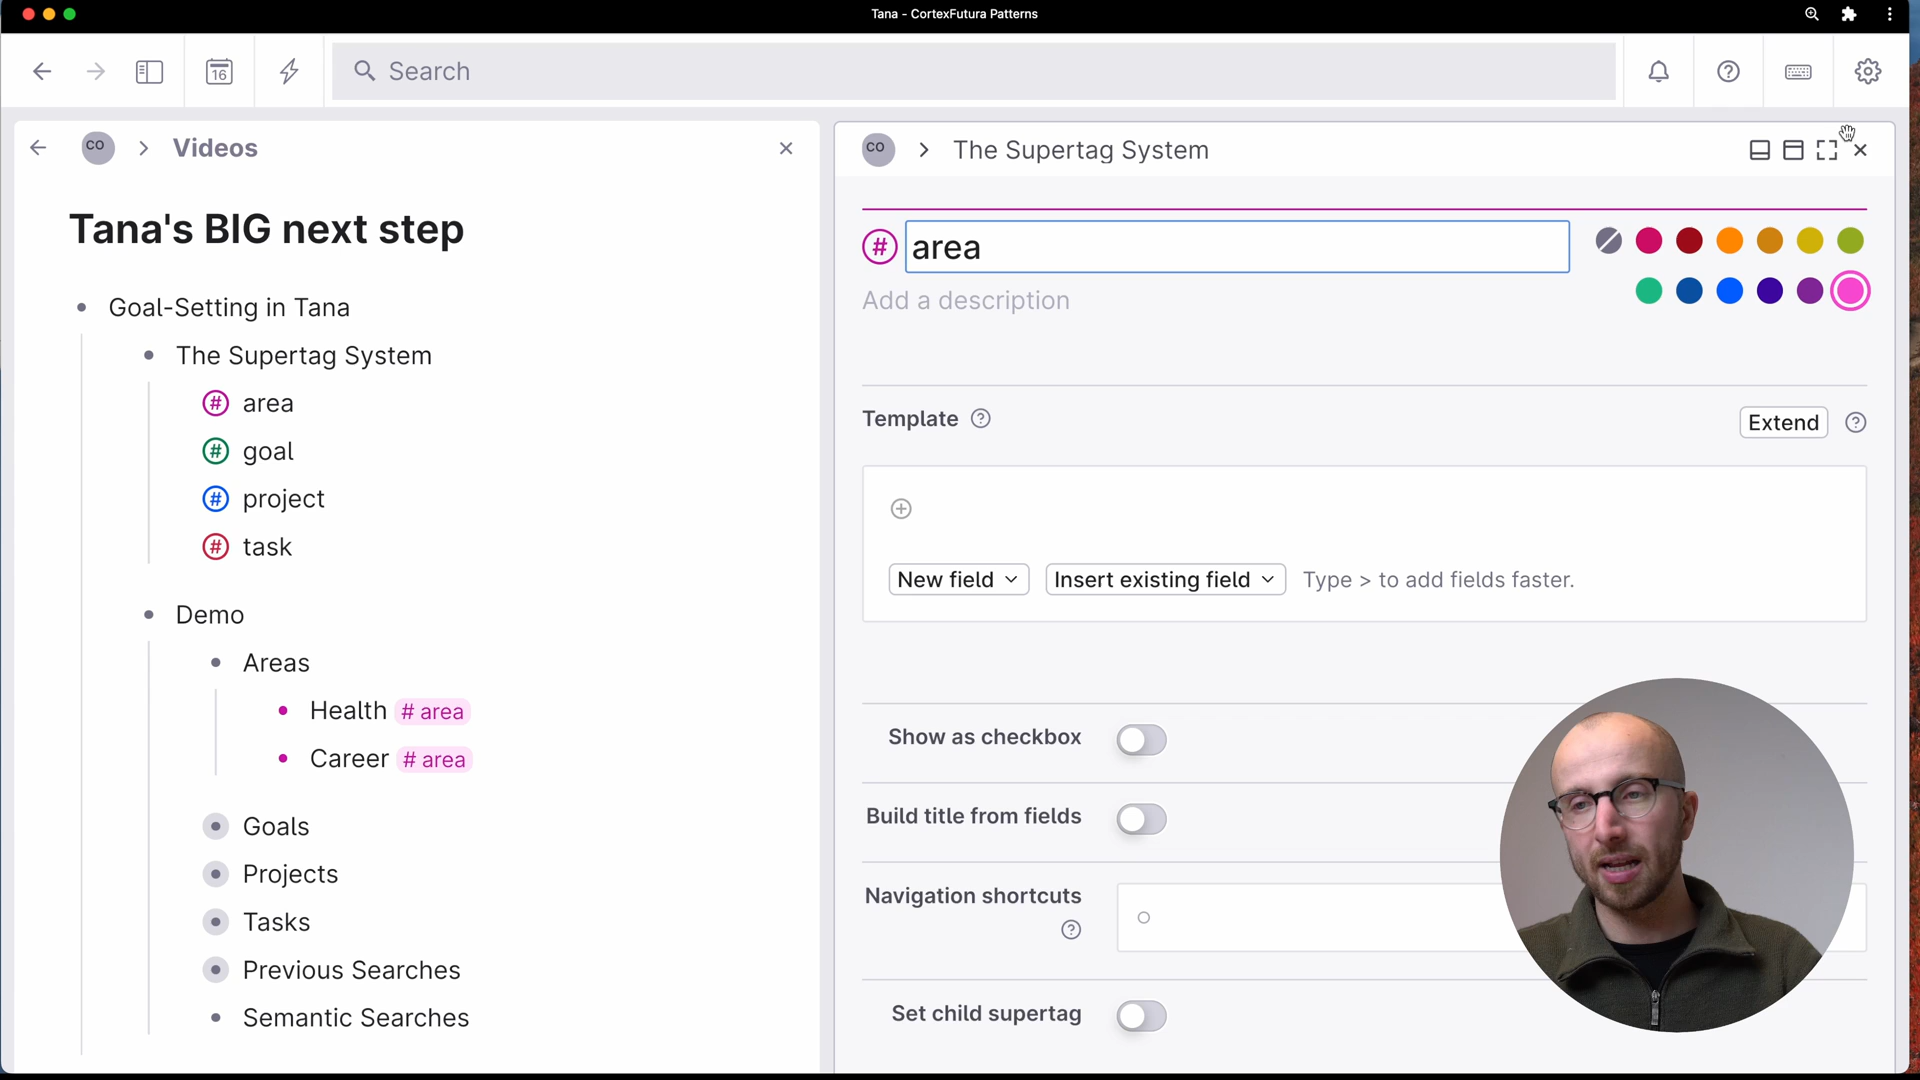 Tana - CortexFutura Patterns
16
Search
CO
Videos
Tana's BIG next step
Goal-Setting in Tana
The Supertag System
# area
# goal
# project
# task
Demo
Areas
Health # area
Career # area
Goals
Projects
Tasks
Previous Searches
Semantic Searches
CO
The Supertag System
# area
Add a description
Template ?
Extend ?
New field
Insert existing field
Type > to add fields faster.
Show as checkbox
Build title from fields
Navigation shortcuts
?
Set child supertag